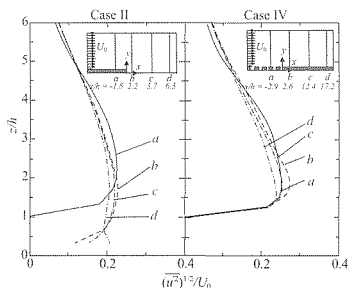 Case II
Case IV
U₀
y
x
a b c d
x/h = -1.6 2.2 3.7 6.3
U₀
y
x
a b c d
x/h = -2.9 2.6 12.4 17.2
z/h
6
5
4
3
2
1
0
a
b
c
d
d
c
b
a
0 0.2 0.4 0.2 0.4
(u²)^1/2/U₀